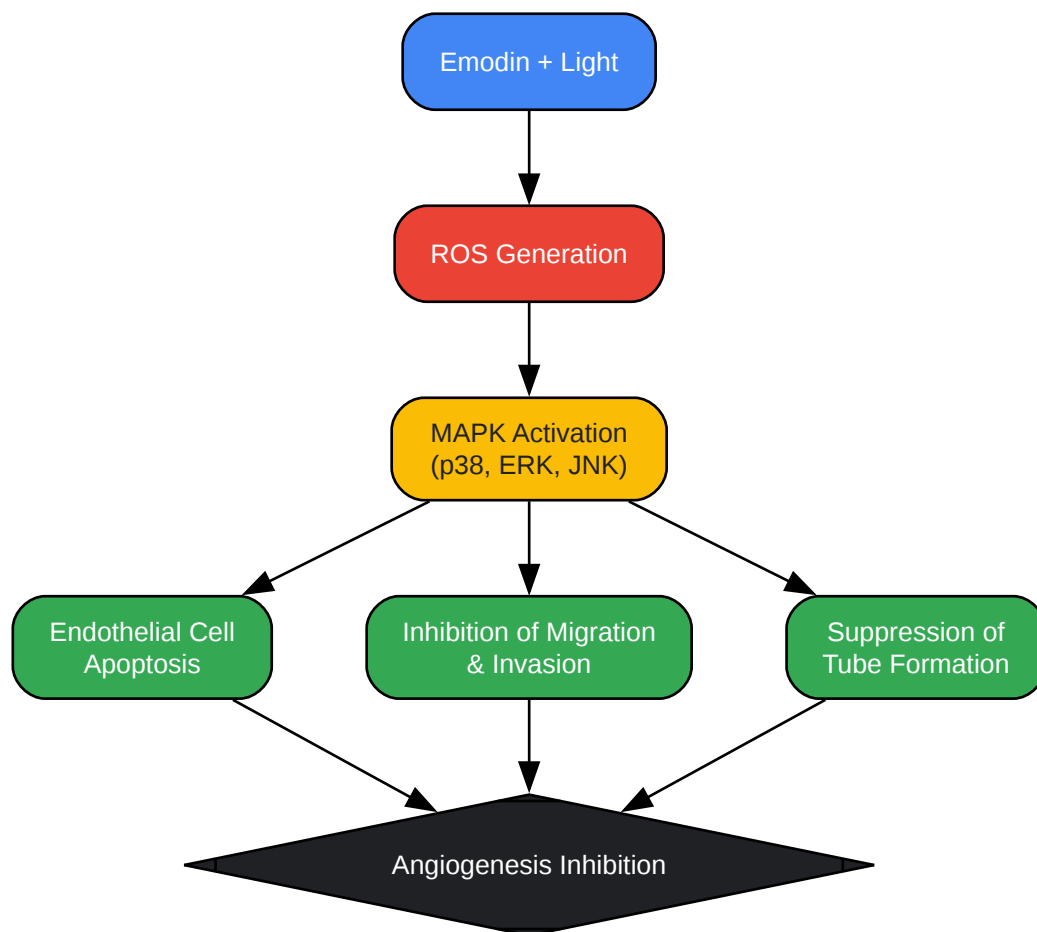 Emodin + Light
ROS Generation
MAPK Activation
(p38, ERK, JNK)
Endothelial Cell
Apoptosis
Inhibition of Migration
& Invasion
Suppression of
Tube Formation
Angiogenesis Inhibition